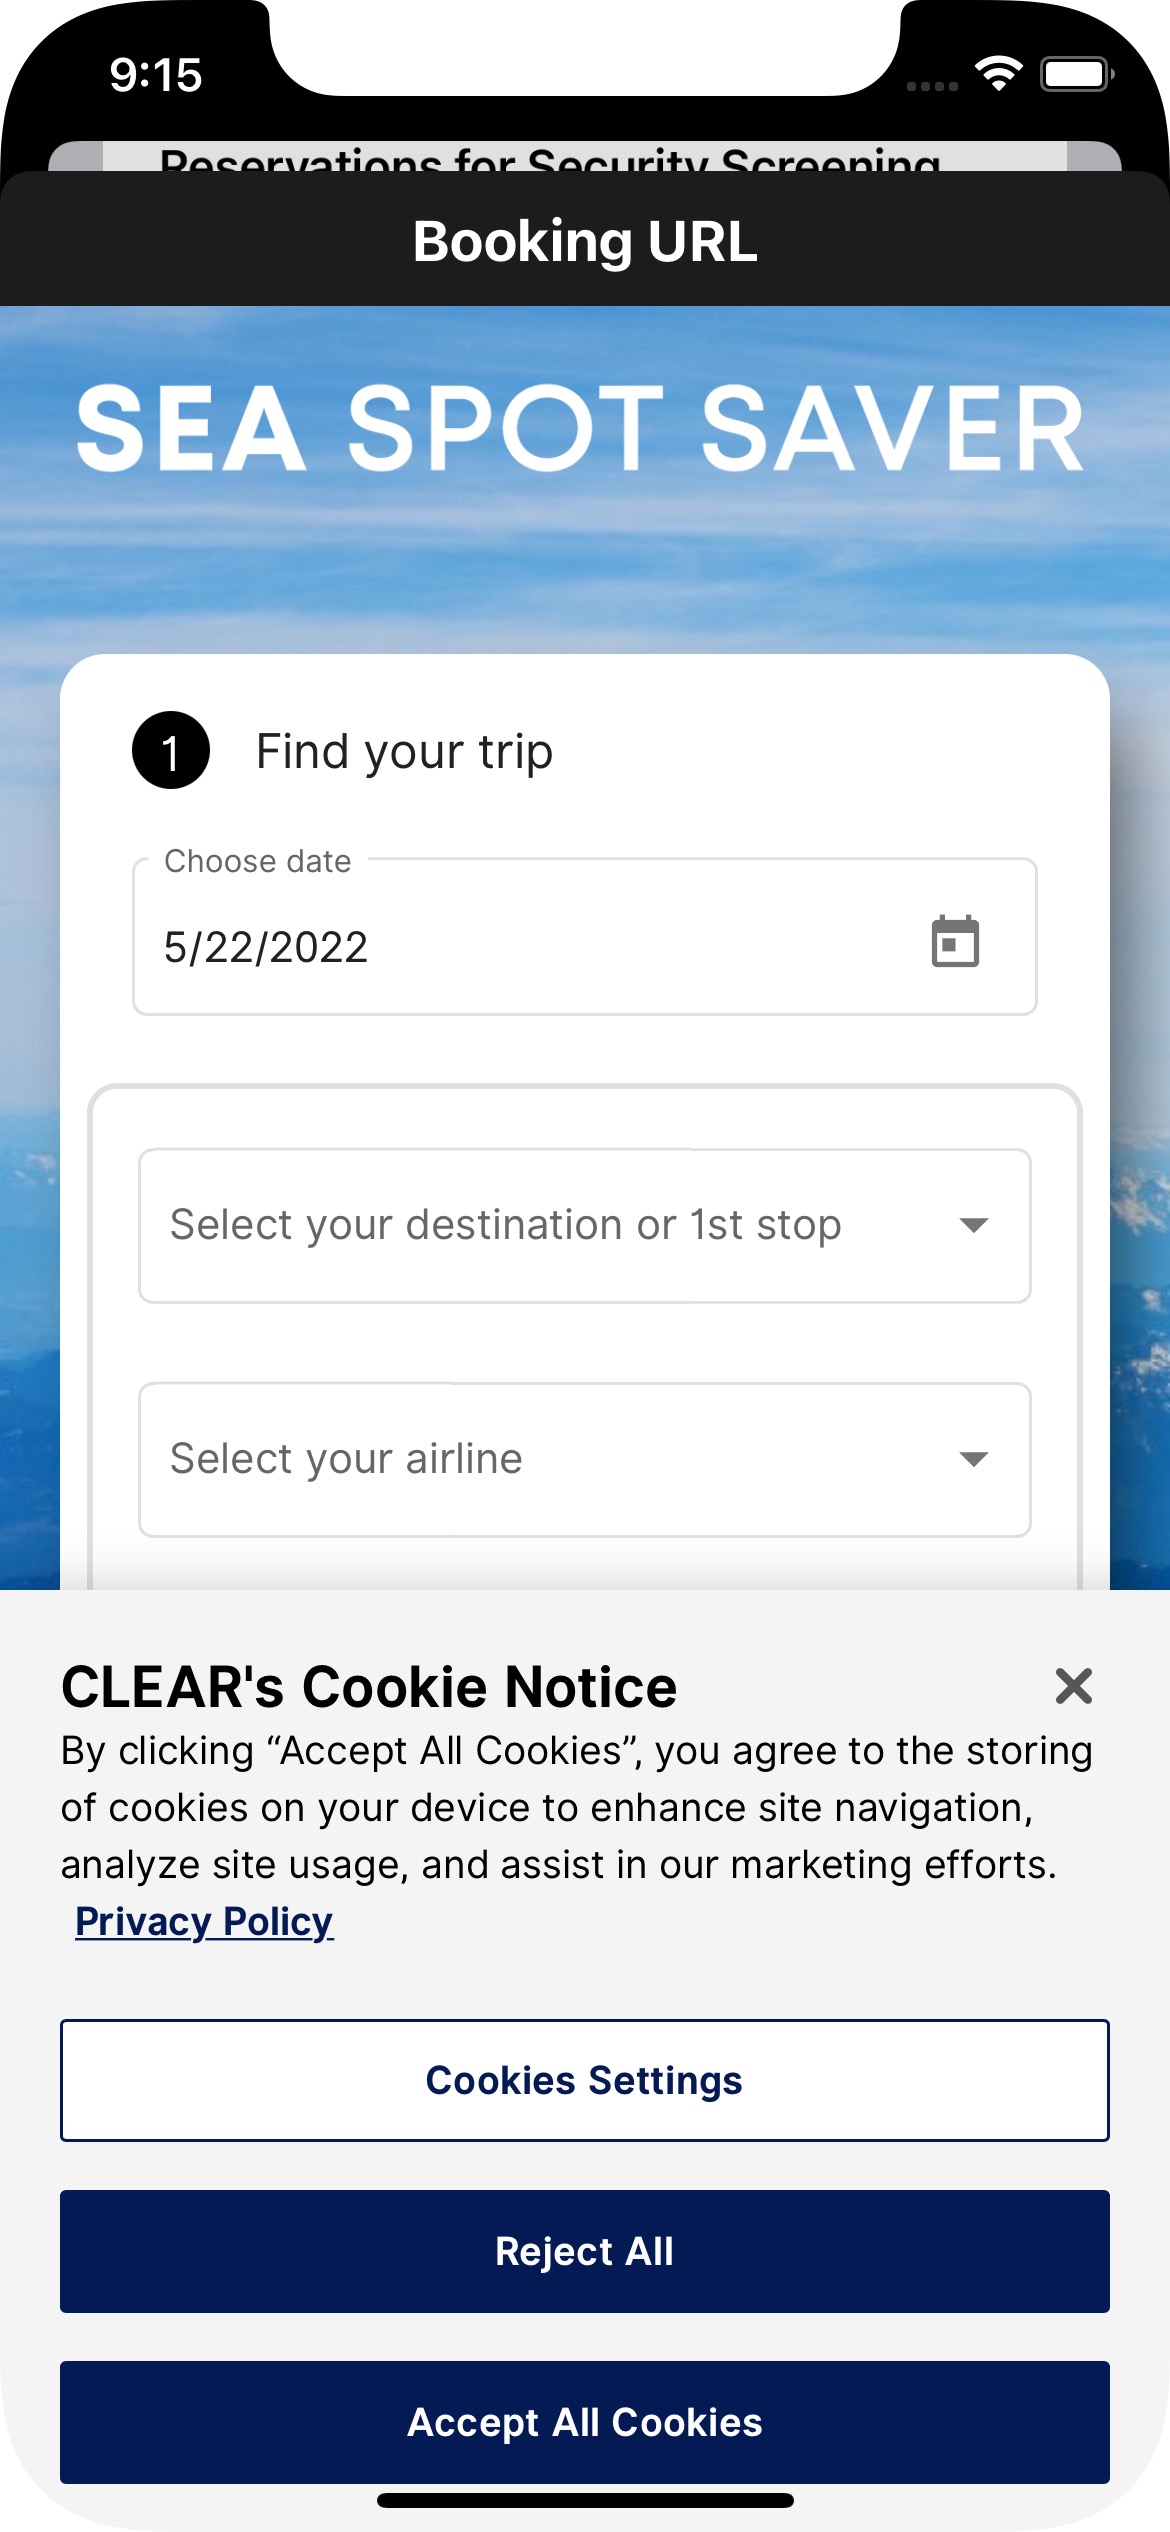 9:15
Reservations for Security Screening
Booking URL
SEA SPOT SAVER
1 Find your trip
Choose date
5/22/2022
Select your destination or 1st stop
Select your airline
CLEAR's Cookie Notice
By clicking “Accept All Cookies”, you agree to the storing
of cookies on your device to enhance site navigation,
analyze site usage, and assist in our marketing efforts.
Privacy Policy
Cookies Settings
Reject All
Accept All Cookies